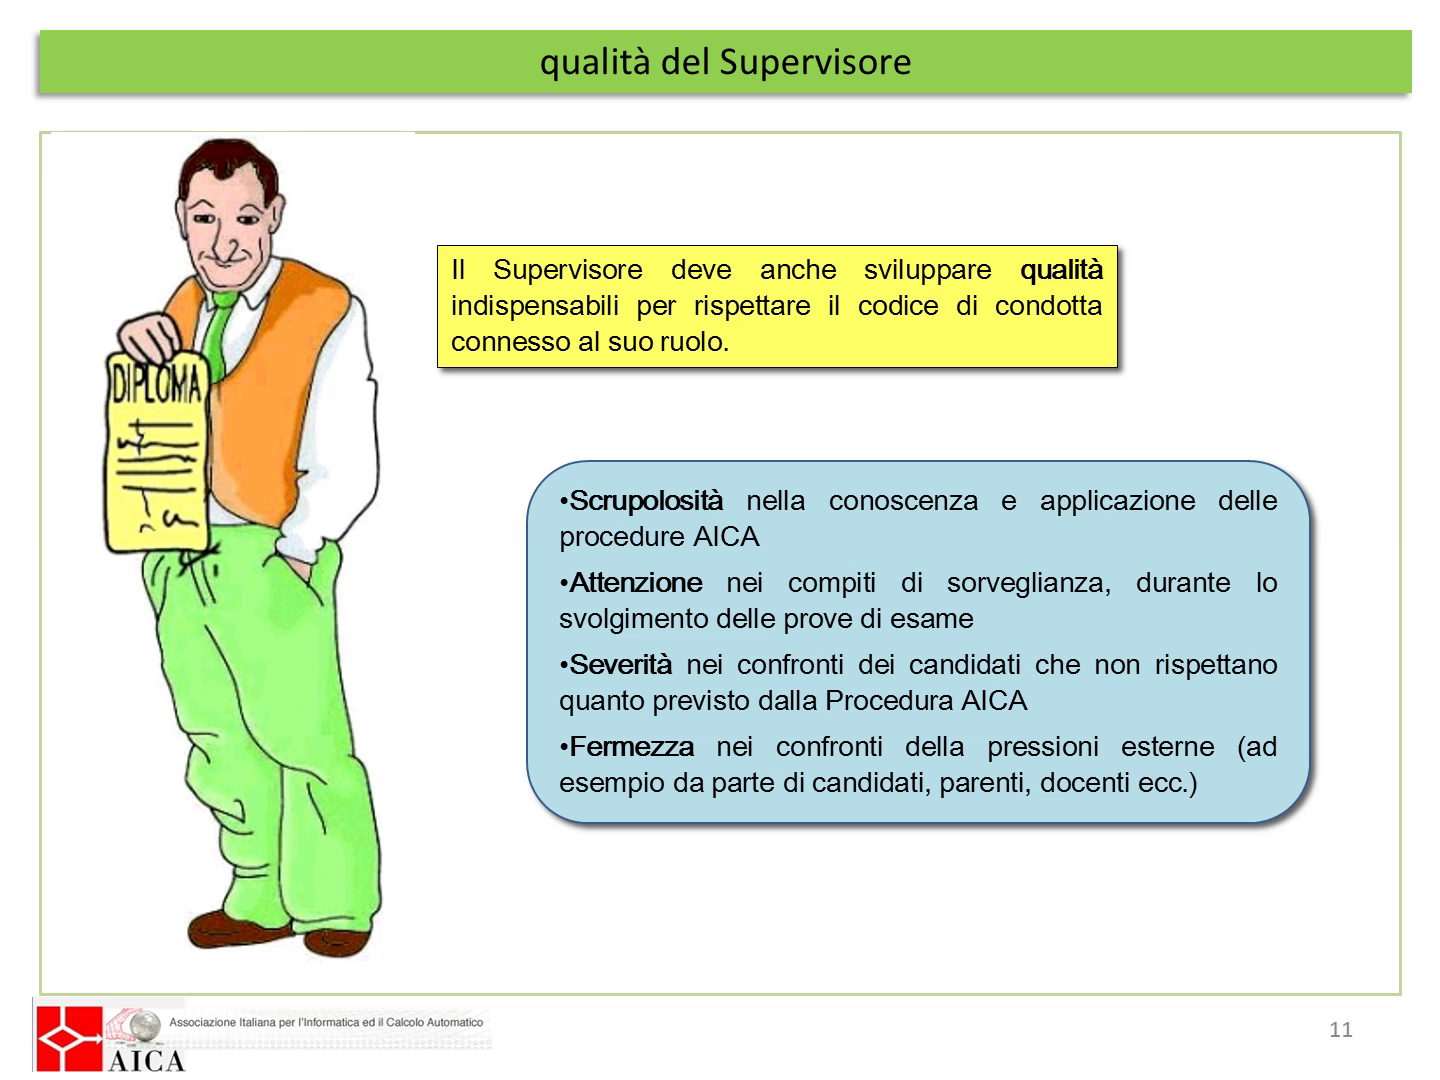 qualità del Supervisore
Il Supervisore deve anche sviluppare qualità
indispensabili per rispettare il codice di condotta
connesso al suo ruolo.
DIPLOMA
•Scrupolosità nella conoscenza e applicazione delle
procedure AICA
•Attenzione nei compiti di sorveglianza, durante lo
svolgimento delle prove di esame
•Severità nei confronti dei candidati che non rispettano
quanto previsto dalla Procedura AICA
•Fermezza nei confronti della pressioni esterne (ad
esempio da parte di candidati, parenti, docenti ecc.)
Associazione Italiana per l'Informatica ed il Calcolo Automatico
AICA
11